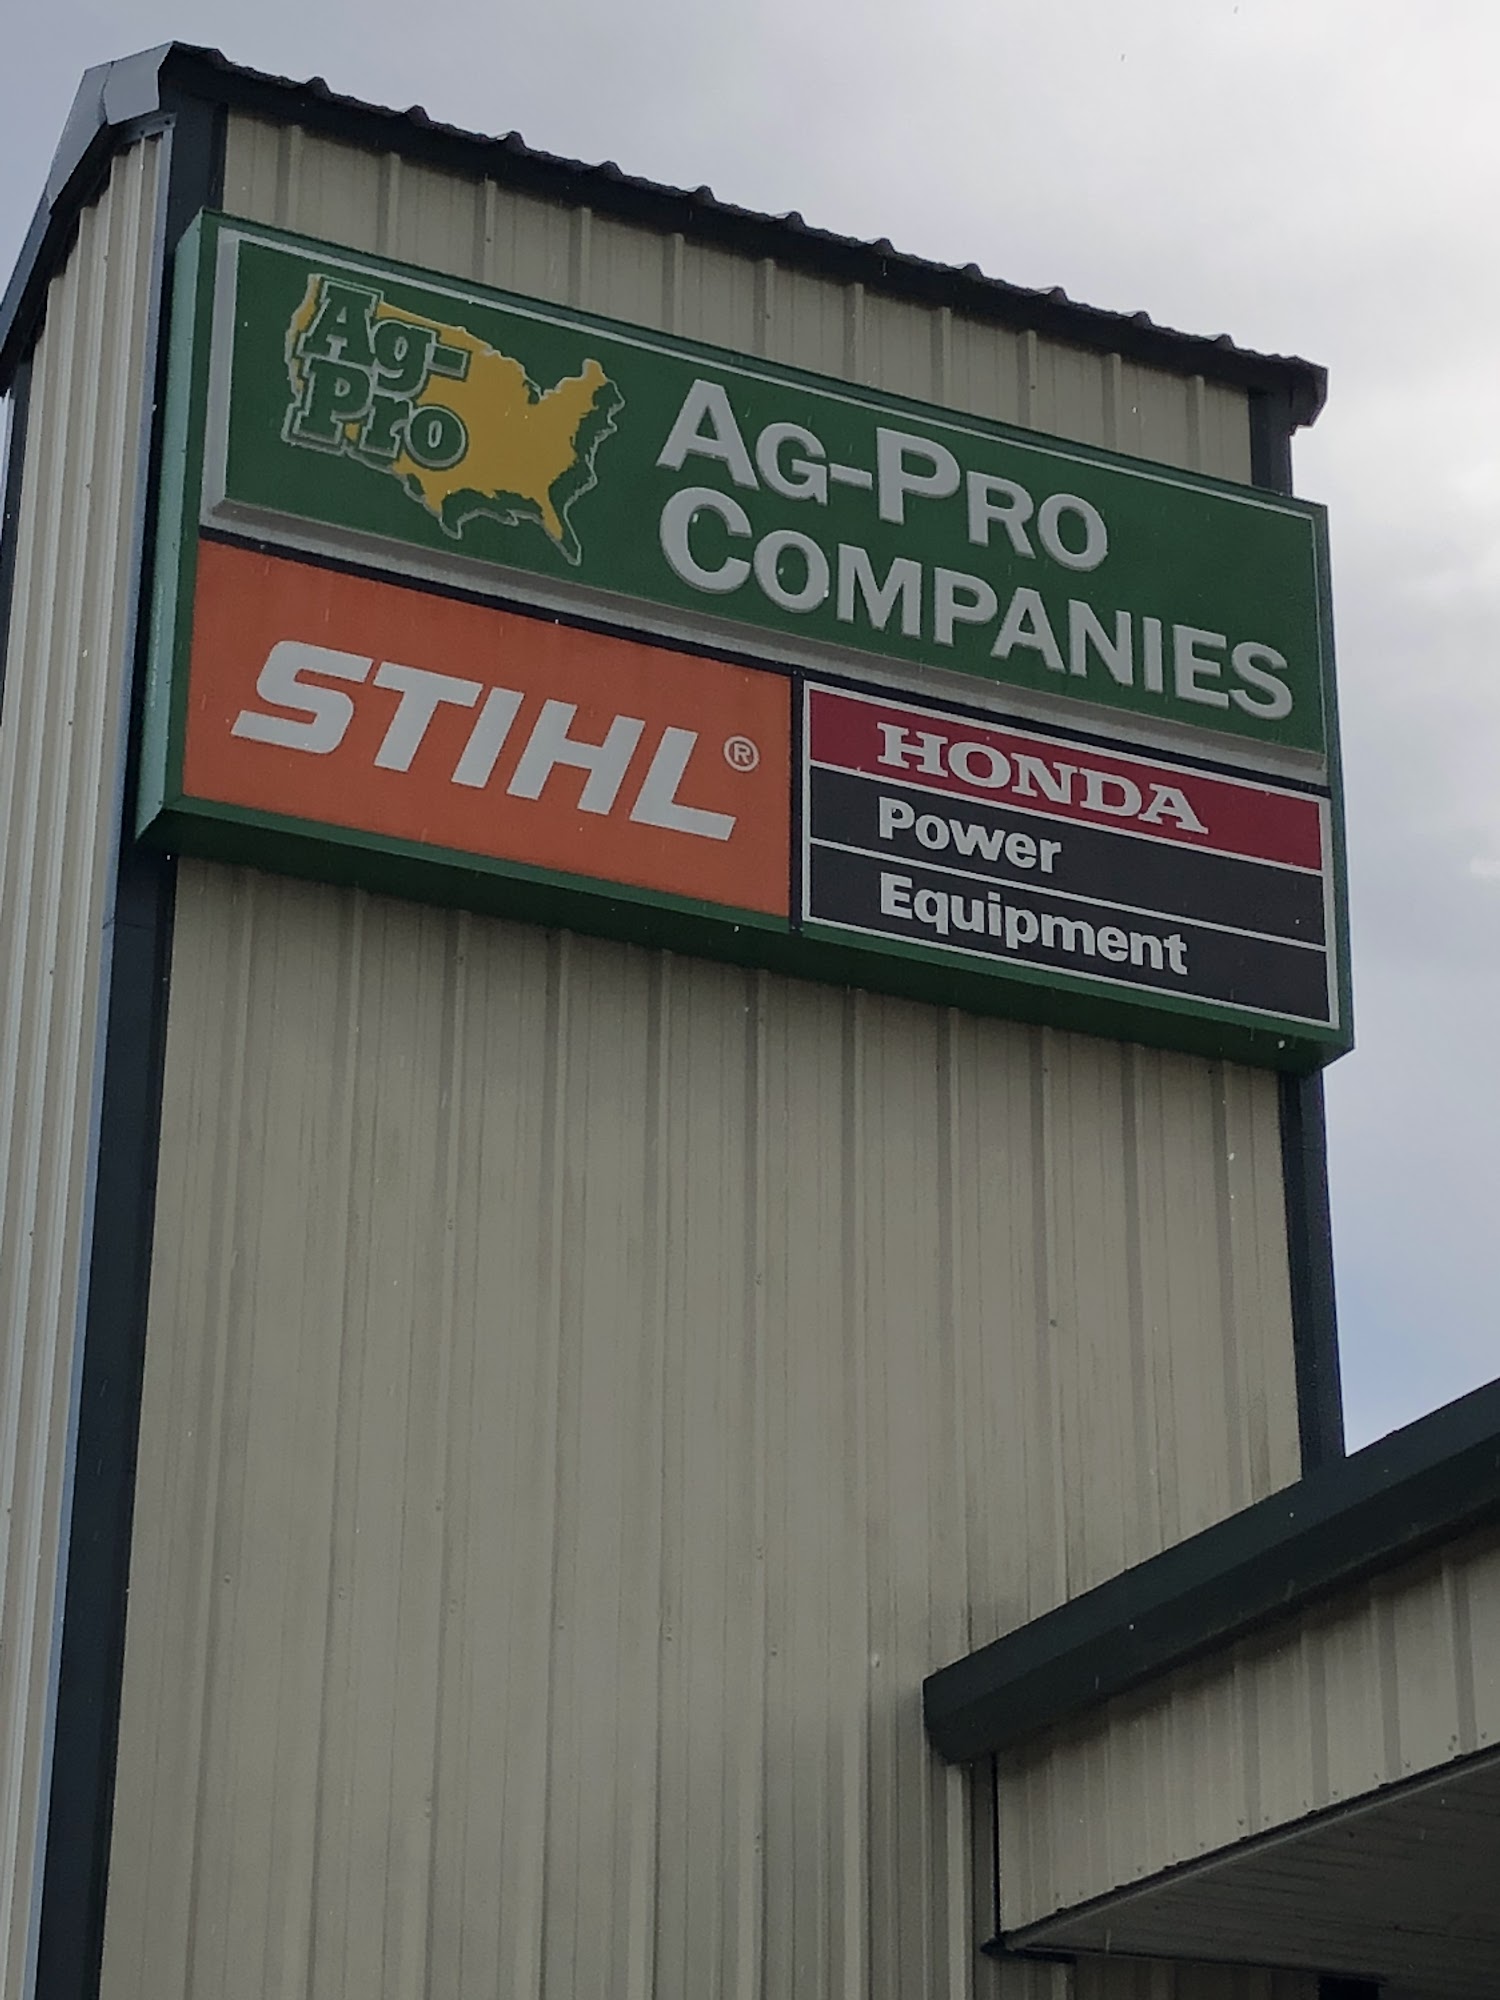 Ag-
Pro
AG-PRO
COMPANIES
STIHL®
HONDA
Power
Equipment